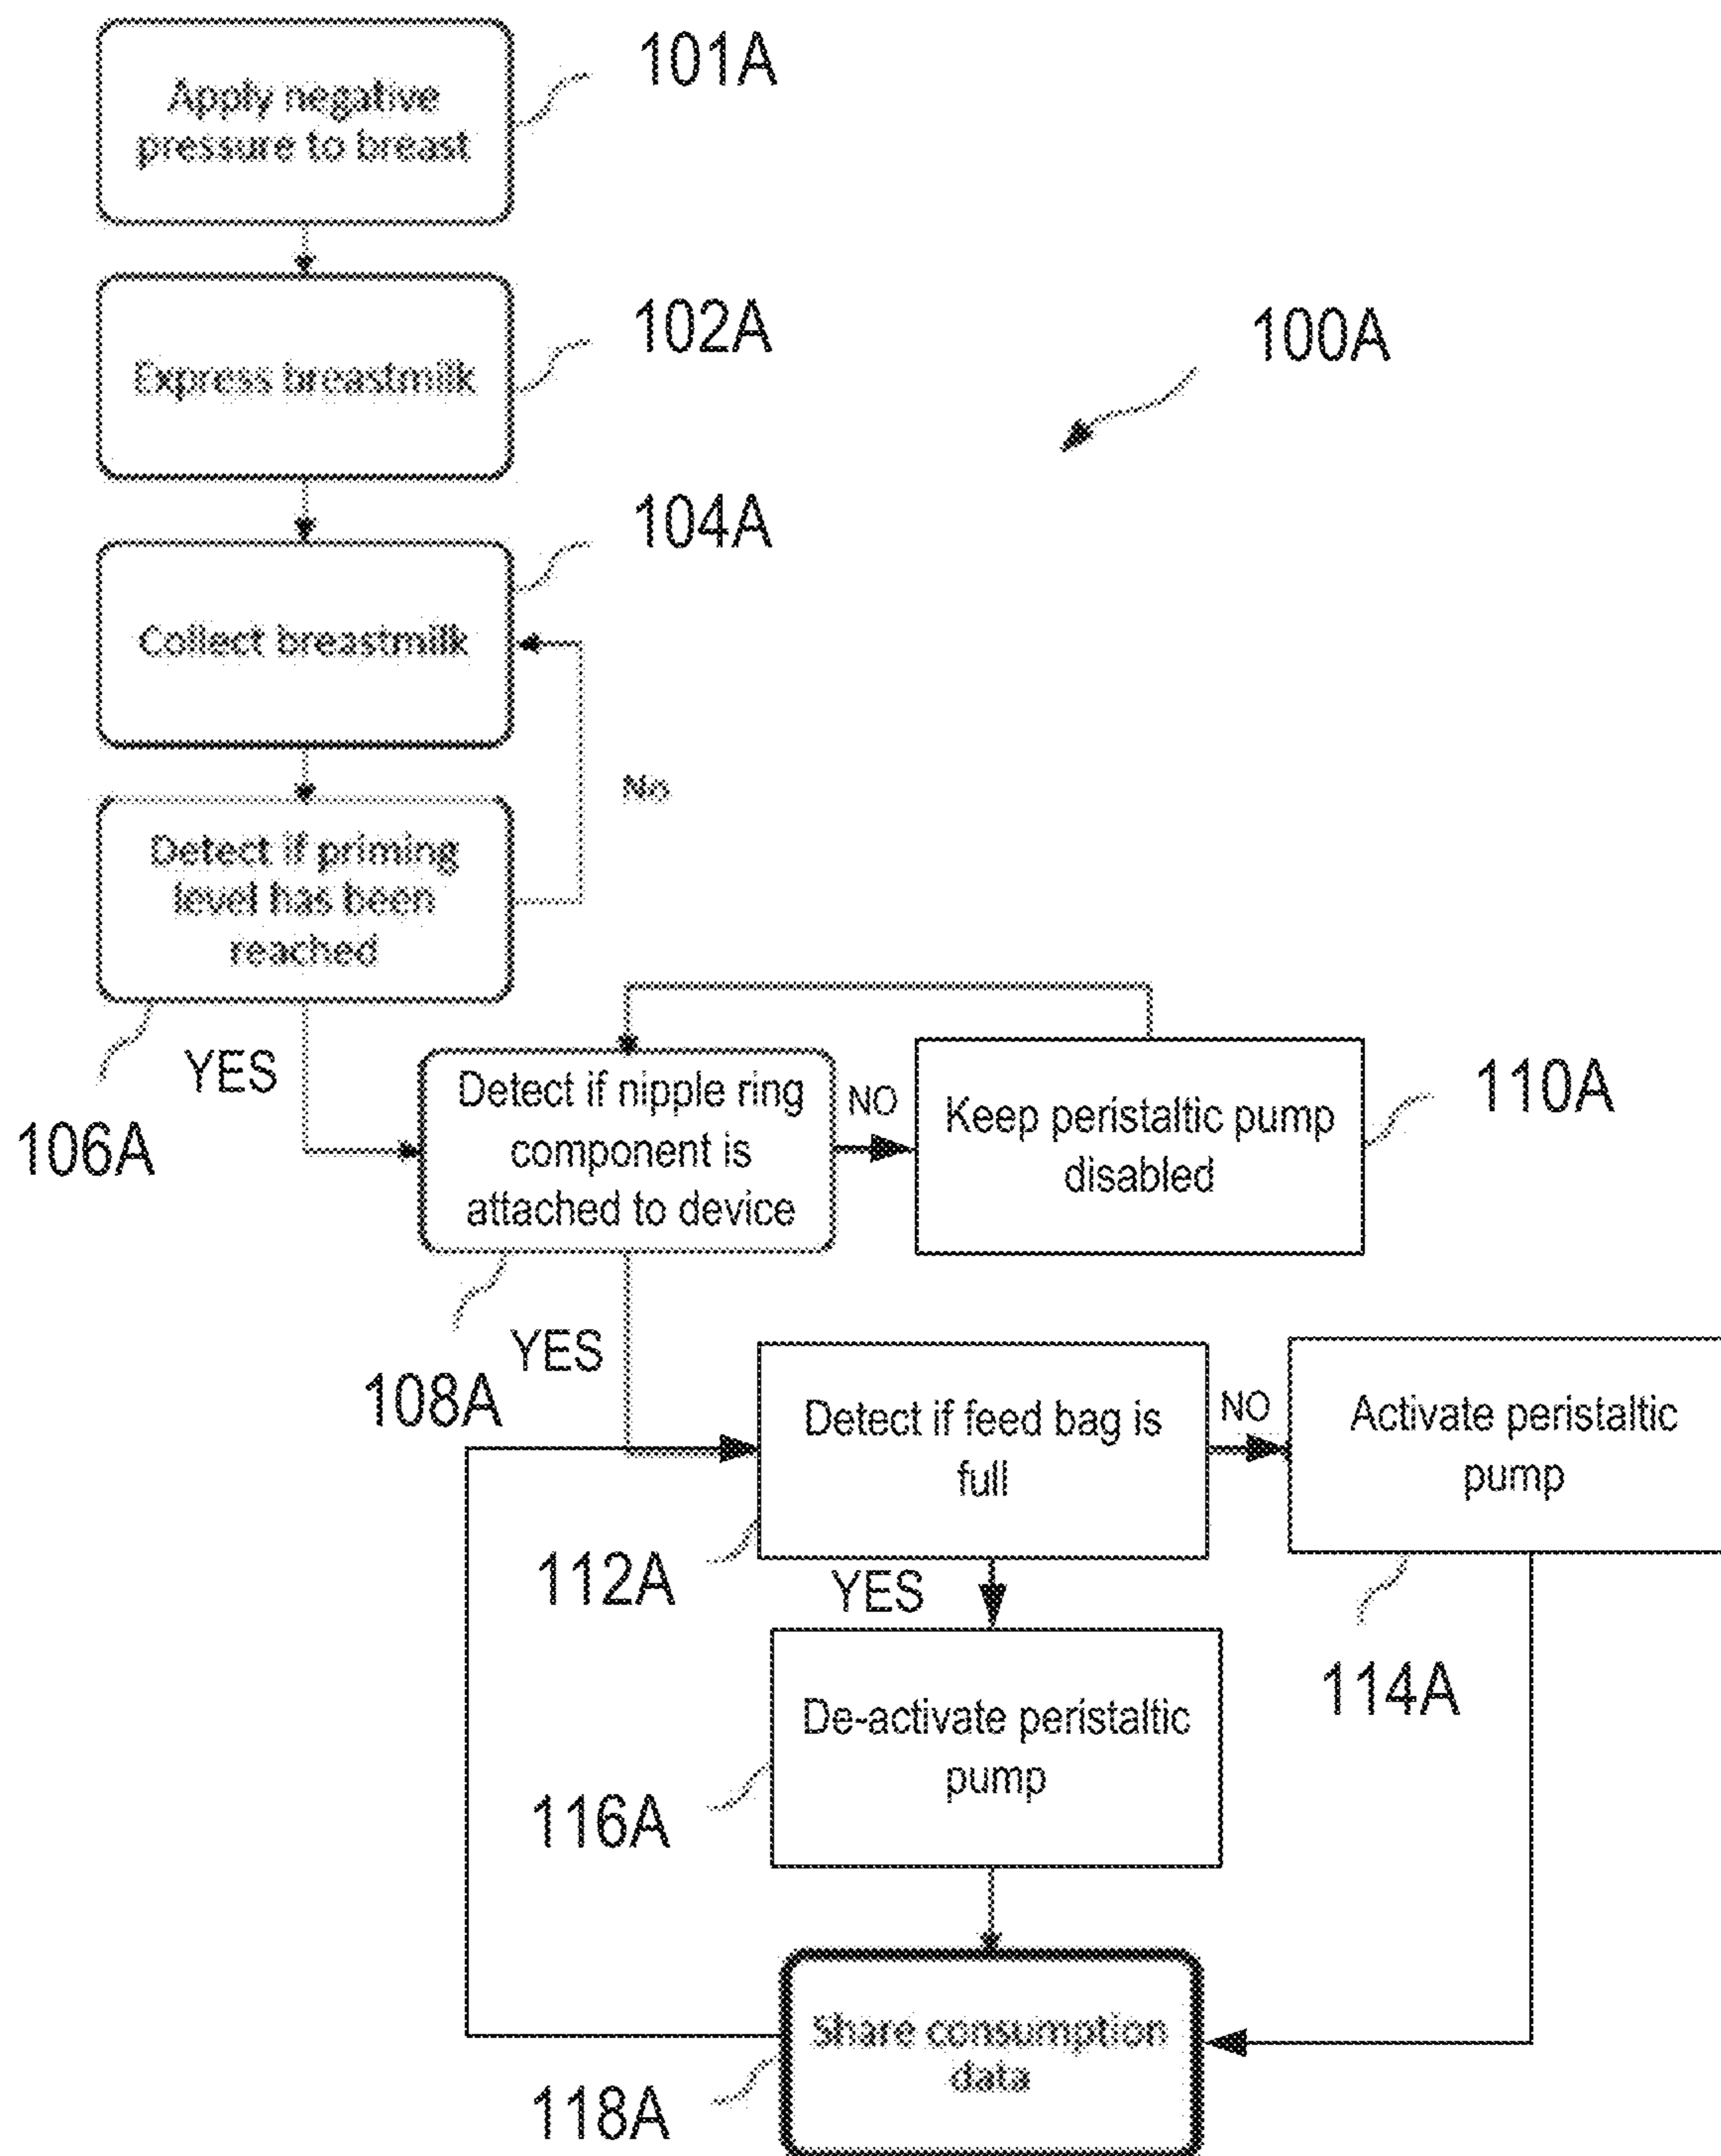 Apply negative
pressure to breast
101A
Express breastmilk
102A
100A
Collect breastmilk
104A
No
Detect if priming
level has been
reached
106A
YES
Detect if nipple ring
component is
attached to device
NO
Keep peristaltic pump
disabled
110A
108A
YES
Detect if feed bag is
full
NO
Activate peristaltic
pump
112A
YES
114A
De-activate peristaltic
pump
116A
Share consumption
data
118A